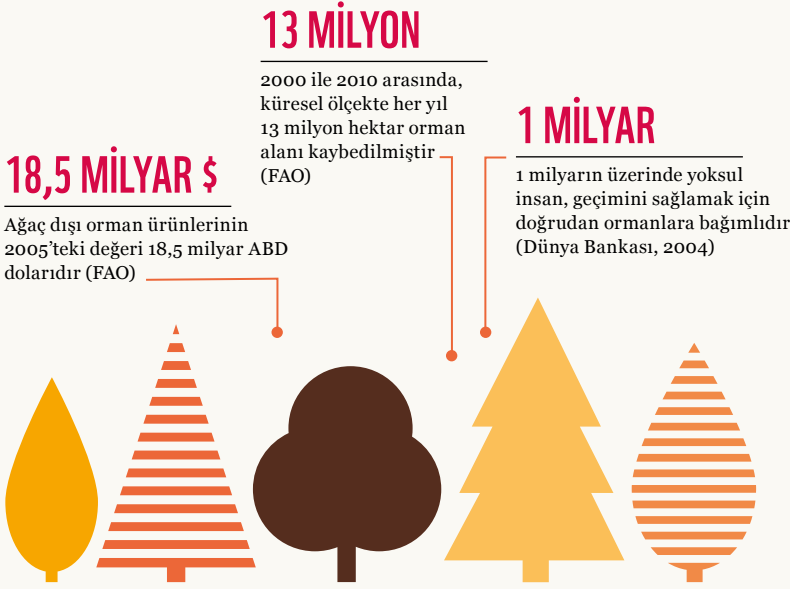 13 MİLYON
2000 ile 2010 arasında,
küresel ölçekte her yıl
13 milyon hektar orman
alanı kaybedilmiştir
(FAO)
1 MİLYAR
1 milyarın üzerinde yoksul
insan, geçimini sağlamak için
doğrudan ormanlara bağımlıdır
(Dünya Bankası, 2004)
18,5 MİLYAR $
Ağaç dışı orman ürünlerinin
2005’teki değeri 18,5 milyar ABD
dolarıdır (FAO)